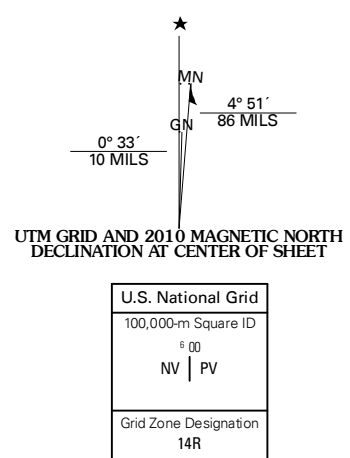 ★
MN
4° 51´
86 MILS
GN
0° 33´
10 MILS
UTM GRID AND 2010 MAGNETIC NORTH
DECLINATION AT CENTER OF SHEET
U.S. National Grid
100,000-m Square ID
6 00
NV | PV
Grid Zone Designation
14R